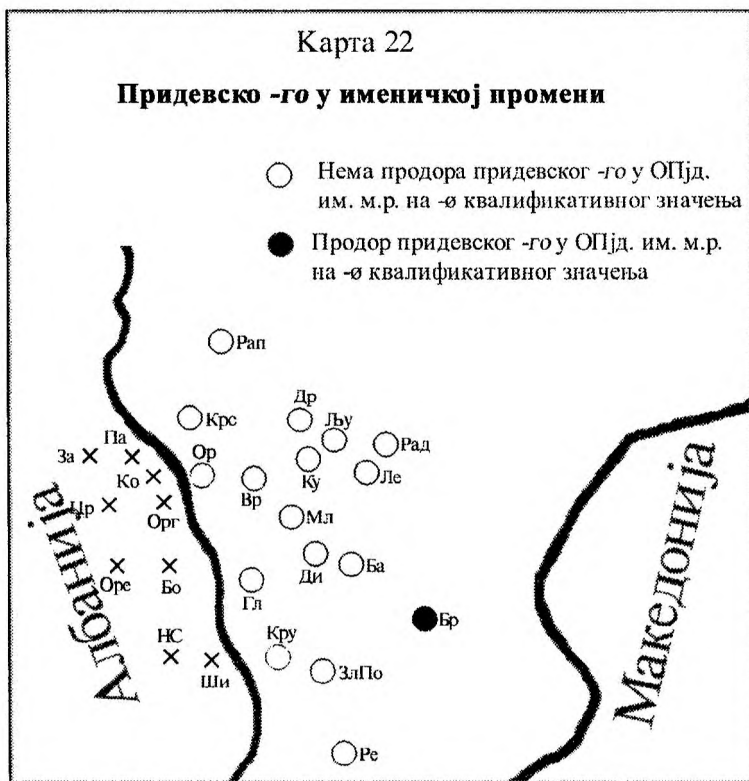 Карта 22
Придевско -го у именичкој промени
Нема продора придевског -го у ОПјд.
им. м.р. на -ø квалификативног значења
Продор придевског -го у ОПјд. им. м.р.
на -ø квалификативног значења
Рап
Крс
Др
Љу
Рад
Па
За
Ор
Ко
Вр
Ку
Ле
Цр
Орг
Мл
Ди
Ба
Оре
Бо
Гл
Бр
НС
Ши
Кру
ЗлПо
Ре
Албанија
Македонија